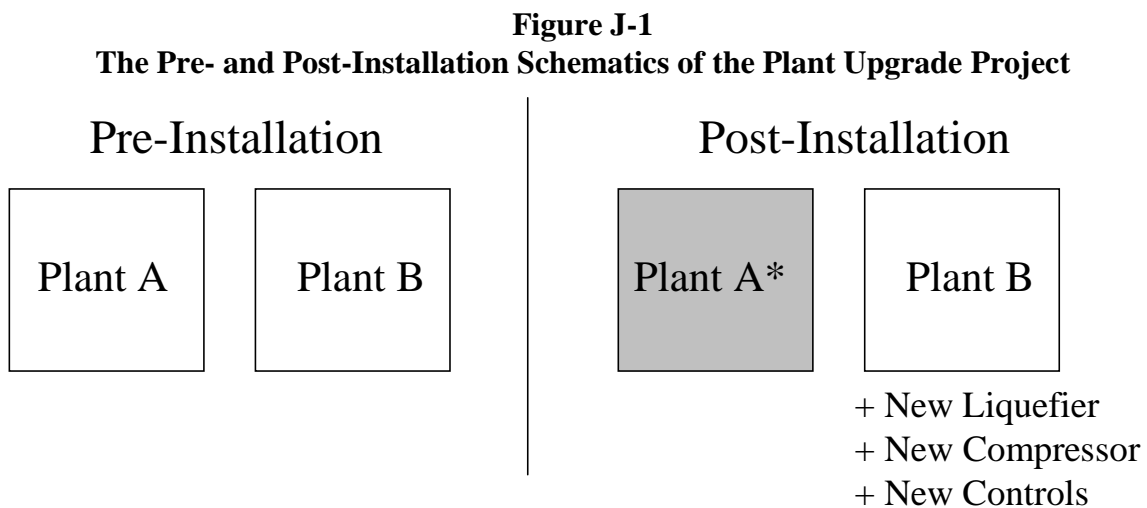 Figure J-1
The Pre- and Post-Installation Schematics of the Plant Upgrade Project
Pre-Installation
Plant A
Plant B
Post-Installation
Plant A*
Plant B
+ New Liquefier
+ New Compressor
+ New Controls